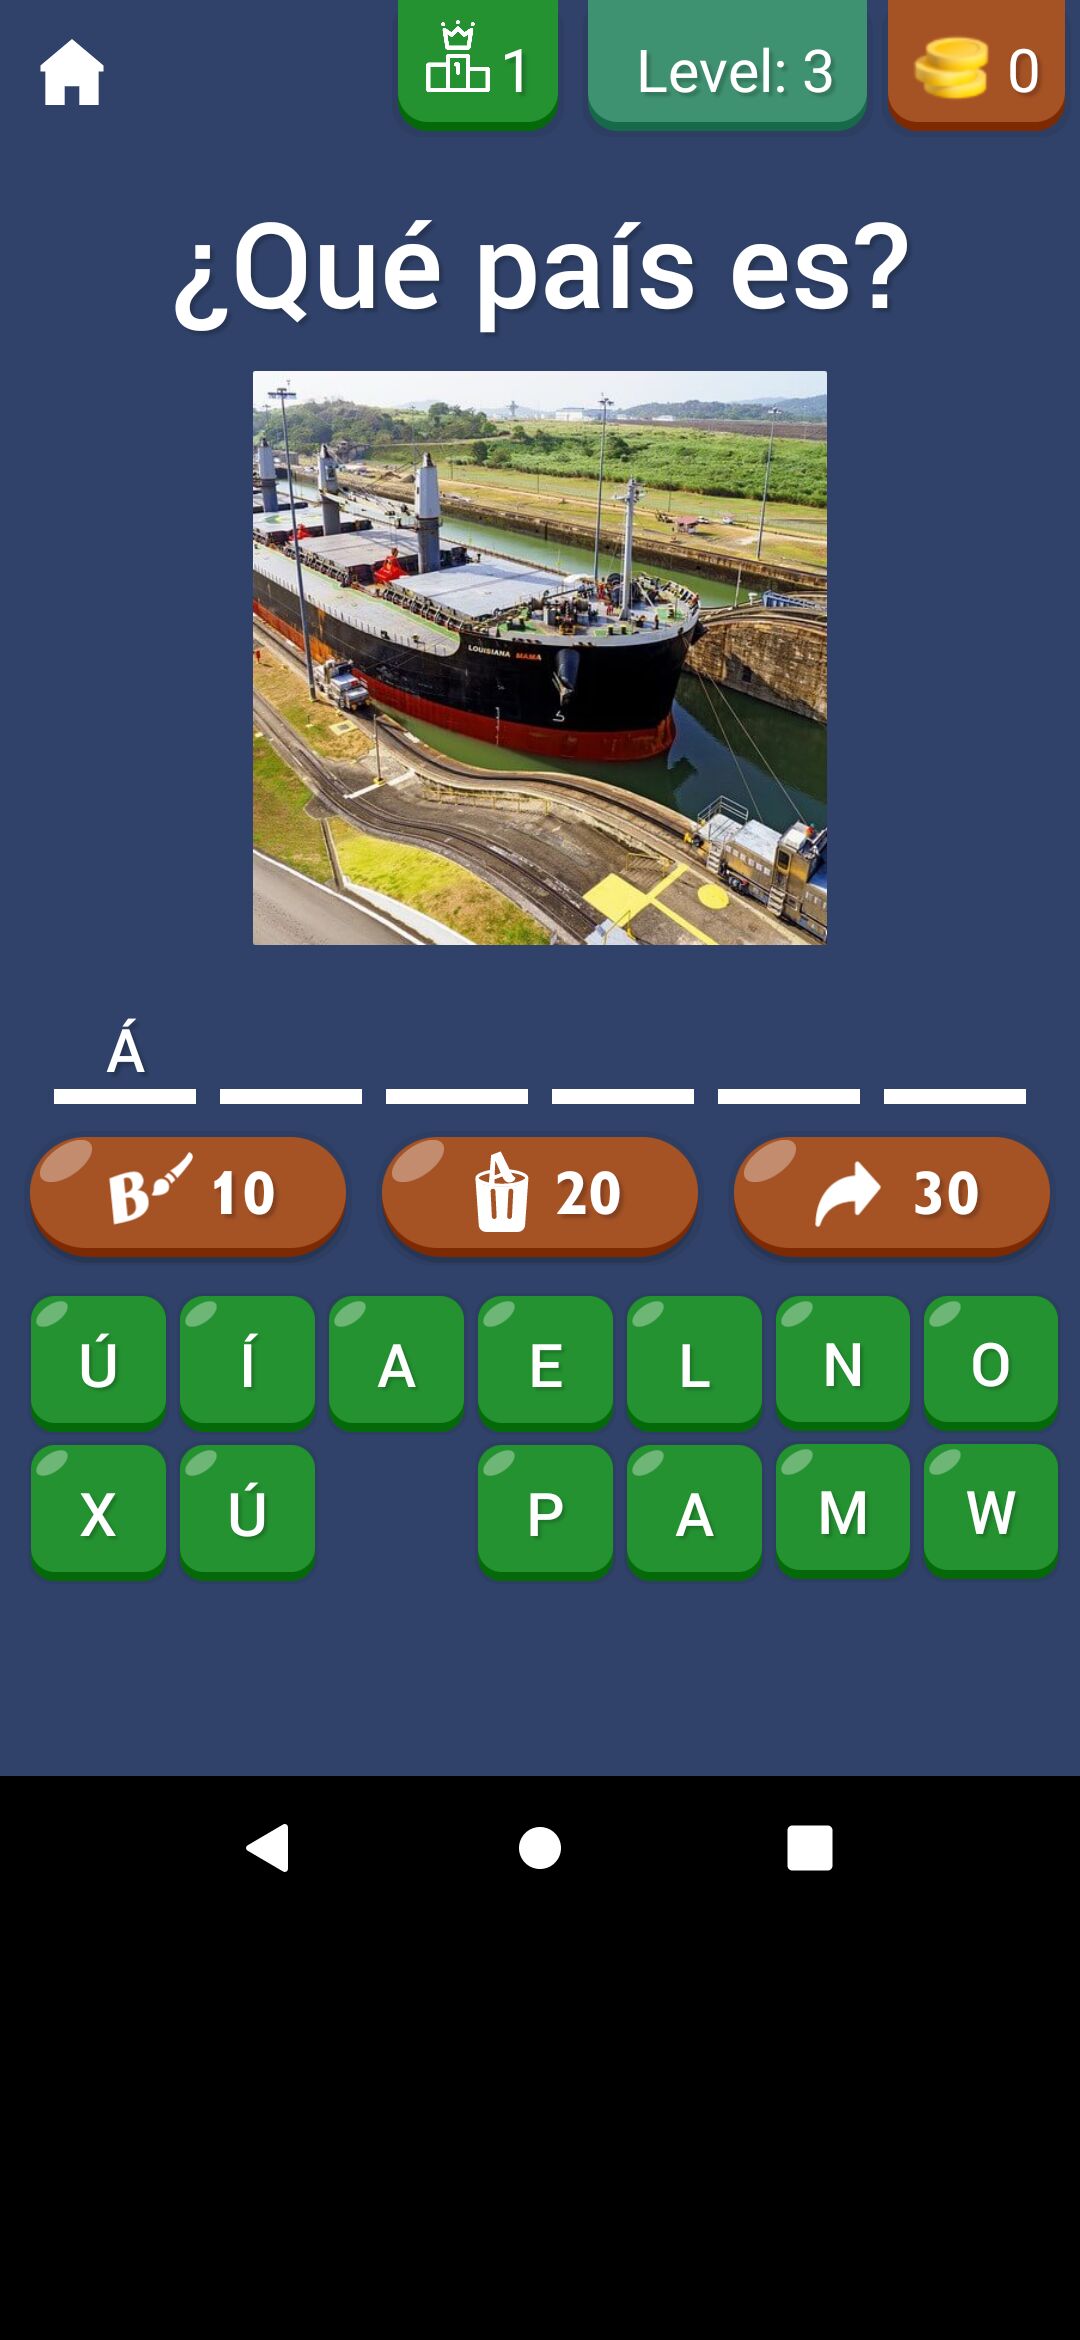 1 Level: 3 0
¿Qué país es?
LOUISIANA MAMA
Á
B 10 20 30
Ú Í A E L N O
X Ú P A M W